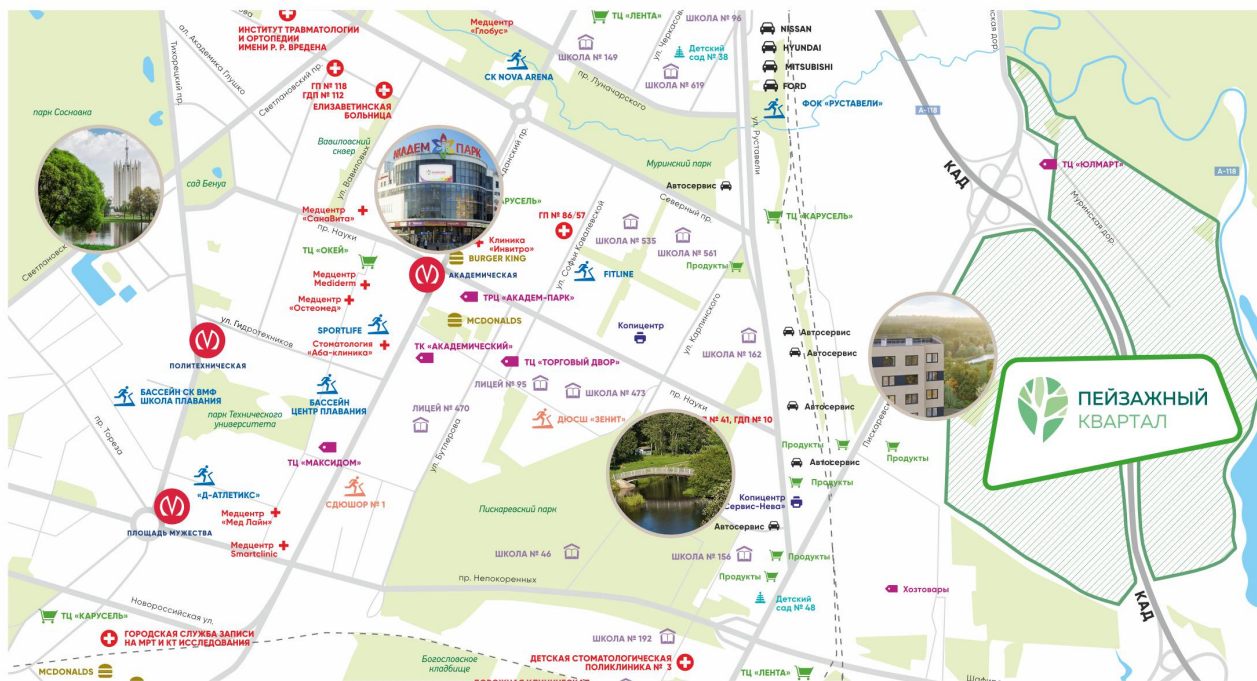 ИНСТИТУТ ТРАВМАТОЛОГИИ
И ОРТОПЕДИИ
ИМЕНИ Р. Р. ВРЕДЕНА
Медцентр
«Глобус»
ТЦ «ЛЕНТА»
ШКОЛА № 96
ул. Черкасова
NISSAN
HYUNDAI
MITSUBISHI
FORD
Тихорецкий пр.
ул. Академика Глушко
Светлановский пр.
ГП № 118
ГДП № 112
ЕЛИЗАВЕТИНСКАЯ
БОЛЬНИЦА
СК NOVA ARENA
ШКОЛА № 149
Детский
сад № 38
ШКОЛА № 619
пр. Луначарского
ФОК «РУСТАВЕЛИ»
ул. Руставели
А-118
парк Сосновка
Вавиловский
сквер
ул. Вавиловых
АКАДЕМ ПАРК
Муринский парк
Автосервис
ТЦ «ЮЛМАРТ»
А-118
КАД
Муринская дор.
сад Бенуа
Медцентр
«СанаВита»
ГП № 86/57
Северный пр.
ТЦ «КАРУСЕЛЬ»
ШКОЛА № 535
ШКОЛА № 561
Продукты
ул. Софьи Ковалевской
пр. Науки
ТЦ «ОКЕЙ»
Клиника
«Инвитро»
BURGER KING
АКАДЕМИЧЕСКАЯ
FITLINE
Медцентр
Mediderm
Медцентр
«Остеомед»
ТРЦ «АКАДЕМ-ПАРК»
ул. Гидротехников
SPORTLIFE
Стоматология
«Аба-клиника»
MCDONALDS
Копицентр
ул. Карпинского
Автосервис
ШКОЛА № 162
Автосервис
ТК «АКАДЕМИЧЕСКИЙ»
ТЦ «ТОРГОВЫЙ ДВОР»
ПОЛИТЕХНИЧЕСКАЯ
БАССЕЙН СК ВМФ
ШКОЛА ПЛАВАНИЯ
БАССЕЙН
ЦЕНТР ПЛАВАНИЯ
ЛИЦЕЙ № 95
ШКОЛА № 473
пр. Науки
Автосервис
ПЕЙЗАЖНЫЙ
КВАРТАЛ
парк Технического
университета
ЛИЦЕЙ № 470
ДЮСШ «ЗЕНИТ»
№ 41, ГДП № 10
пр. Тореза
ул. Бутлерова
Продукты
Продукты
ТЦ «МАКСИДОМ»
Автосервис
Продукты
«Д-АТЛЕТИКС»
СДЮШОР № 1
Медцентр
«Мед Лайн»
Пискаревский парк
Копицентр
Автосервис
ПЛОЩАДЬ МУЖЕСТВА
Медцентр
Smartclinic
ШКОЛА № 46
ШКОЛА № 156
Продукты
пр. Непокоренных
Продукты
Детский
сад № 48
Хозтовары
КАД
Новороссийская ул.
ТЦ «КАРУСЕЛЬ»
ГОРОДСКАЯ СЛУЖБА ЗАПИСИ
НА МРТ И КТ ИССЛЕДОВАНИЯ
ШКОЛА № 192
Богословское
кладбище
ДЕТСКАЯ СТОМАТОЛОГИЧЕСКАЯ
ПОЛИКЛИНИКА № 3
MCDONALDS
ТЦ «ЛЕНТА»